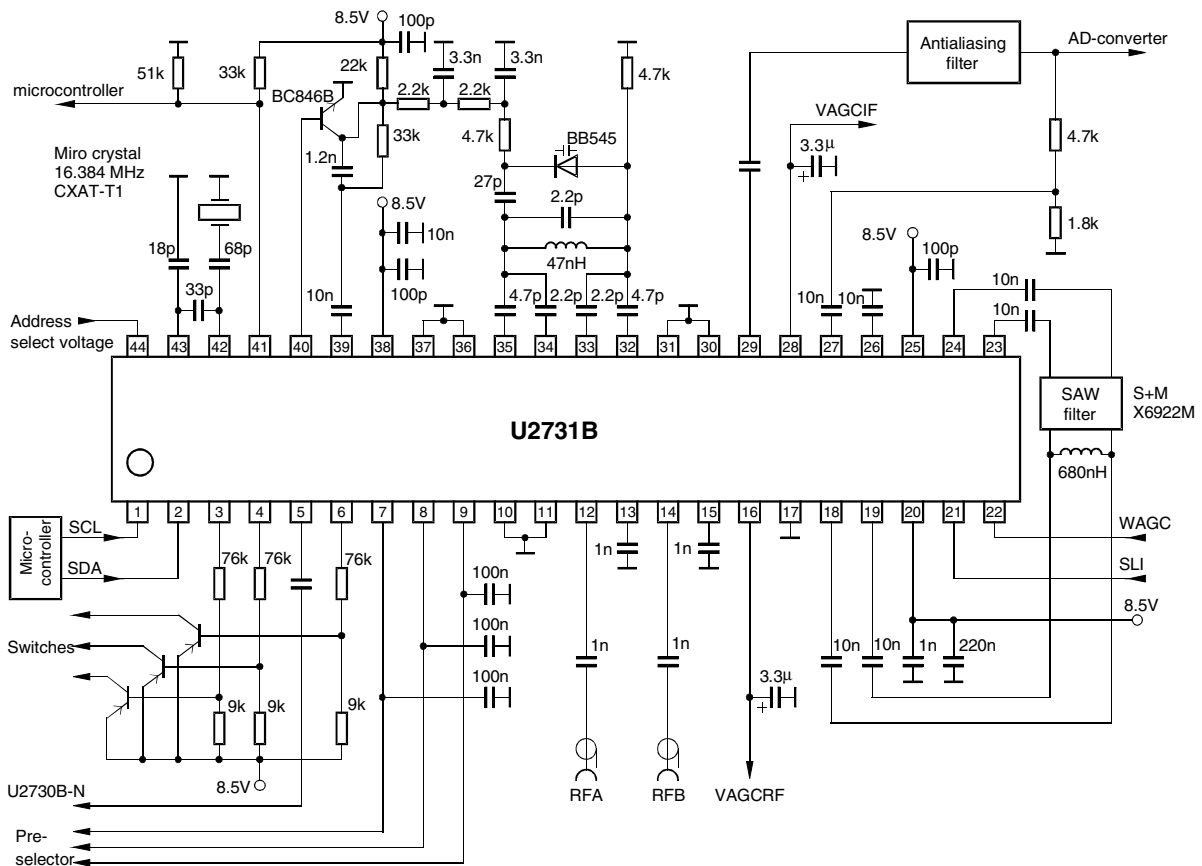 8.5V
100p
51k
33k
22k
3.3n
3.3n
4.7k
Antialiasing
filter
AD-converter
microcontroller
BC846B
2.2k
2.2k
33k
4.7k
BB545
VAGCIF
4.7k
Miro crystal
16.384 MHz
CXAT-T1
1.2n
27p
2.2p
3.3µ
+
1.8k
8.5V
10n
100p
8.5V
100p
18p
68p
33p
10n
47nH
4.7p
2.2p
2.2p
4.7p
10n
10n
10n
10n
Address
select voltage
44 43 42 41 40 39 38 37 36 35 34 33 32 31 30 29 28 27 26 25 24 23
U2731B
SAW
filter
S+M
X6922M
680nH
1 2 3 4 5 6 7 8 9 10 11 12 13 14 15 16 17 18 19 20 21 22
Micro-
controller
SCL
SDA
76k
76k
76k
1n
1n
WAGC
SLI
8.5V
100n
100n
100n
Switches
1n
1n
10n
10n
1n
220n
9k
9k
9k
3.3µ
+
8.5V
U2730B-N
RFA
RFB
VAGCRF
Pre-
selector